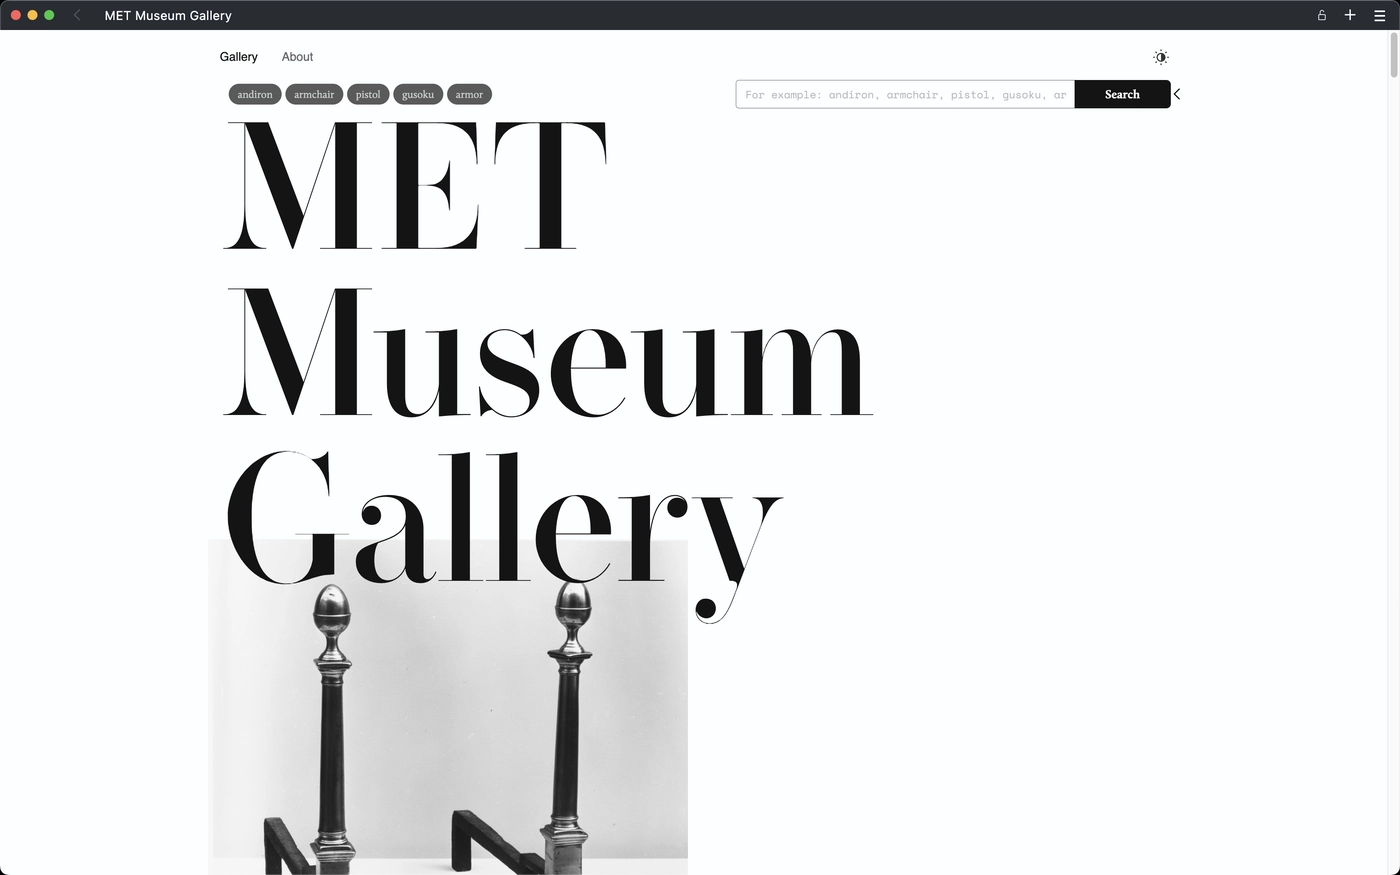 MET Museum Gallery
Gallery About
andiron armchair pistol gusoku armor
For example: andiron, armchair, pistol, gusoku, ar
Search
MET
Museum
Gallery